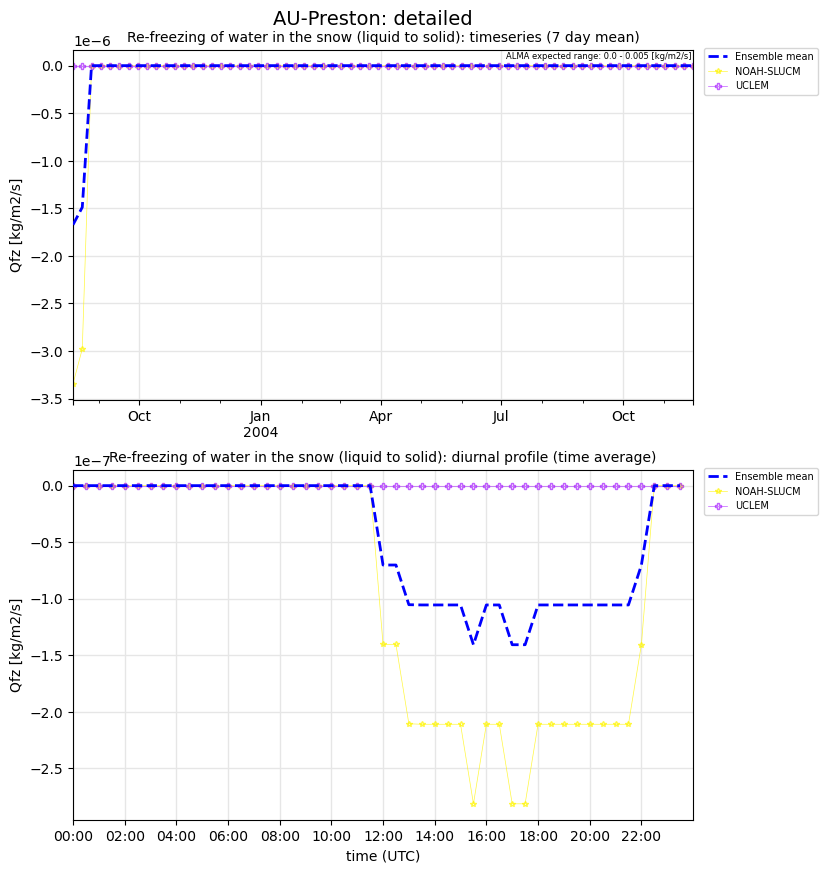 AU-Preston: detailed
Re-freezing of water in the snow (liquid to solid): timeseries (7 day mean)
1e−6
ALMA expected range: 0.0 - 0.005 [kg/m2/s]
Ensemble mean
NOAH-SLUCM
UCLEM
0.0
−0.5
−1.0
−1.5
−2.0
−2.5
−3.0
−3.5
Qfz [kg/m2/s]
Oct Jan Apr Jul Oct
2004
Re-freezing of water in the snow (liquid to solid): diurnal profile (time average)
1e−7
Ensemble mean
NOAH-SLUCM
UCLEM
0.0
−0.5
−1.0
−1.5
−2.0
−2.5
Qfz [kg/m2/s]
00:00 02:00 04:00 06:00 08:00 10:00 12:00 14:00 16:00 18:00 20:00 22:00
time (UTC)